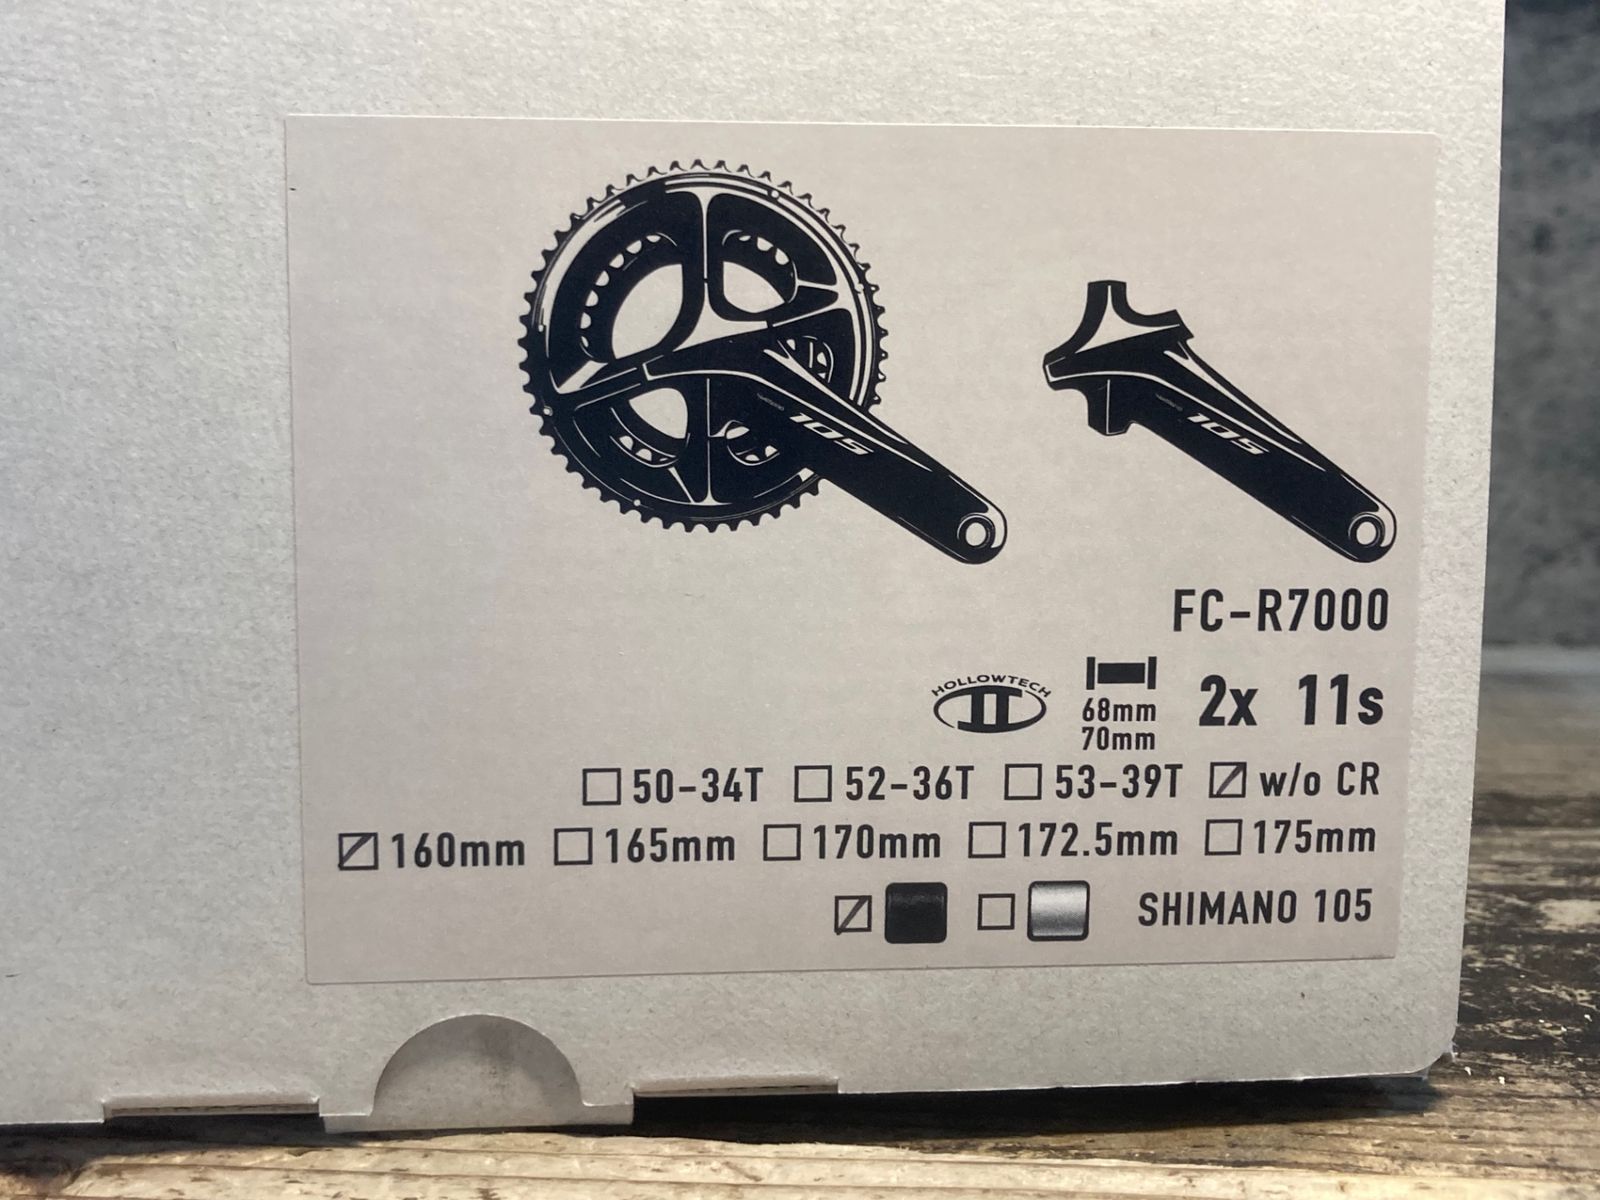 105
105
FC-R7000
HOLLOWTECH II 68mm 70mm 2x 11s
50-34T 52-36T 53-39T w/o CR
160mm 165mm 170mm 172.5mm 175mm
SHIMANO 105